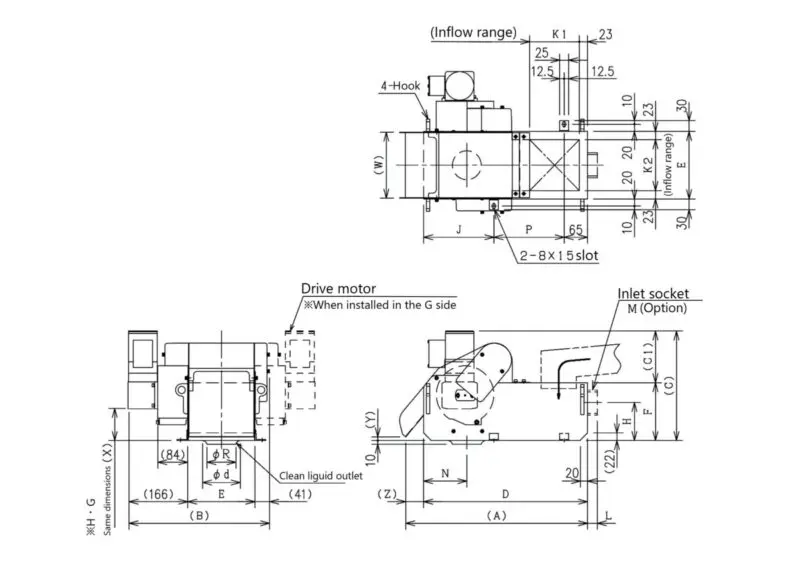 (Inflow range)
K1
23
25
12.5
12.5
4-Hook
10
23
30
(W)
20
20
K2
(Inflow range)
E
10
23
30
J
P
65
2-8×15 slot
Drive motor
※When installed in the G side
Inlet socket
M (Option)
(C1)
(C)
F
H
(Y)
10
(84)
φR
φd
Clean liguid outlet
(166)
E
(41)
(B)
※H・G
Same dimensions (X)
N
20
(22)
(Z)
D
(A)
L